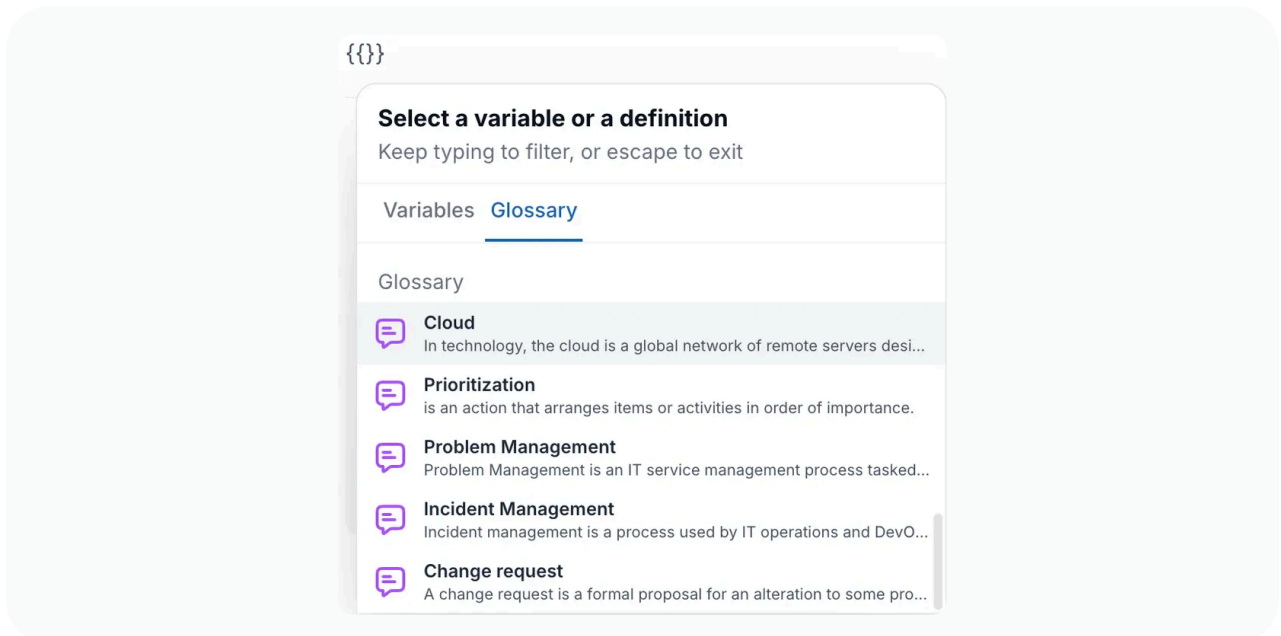 {{}}
Select a variable or a definition
Keep typing to filter, or escape to exit
Variables Glossary
Glossary
Cloud
In technology, the cloud is a global network of remote servers desi...
Prioritization
is an action that arranges items or activities in order of importance.
Problem Management
Problem Management is an IT service management process tasked...
Incident Management
Incident management is a process used by IT operations and DevO...
Change request
A change request is a formal proposal for an alteration to some pro...